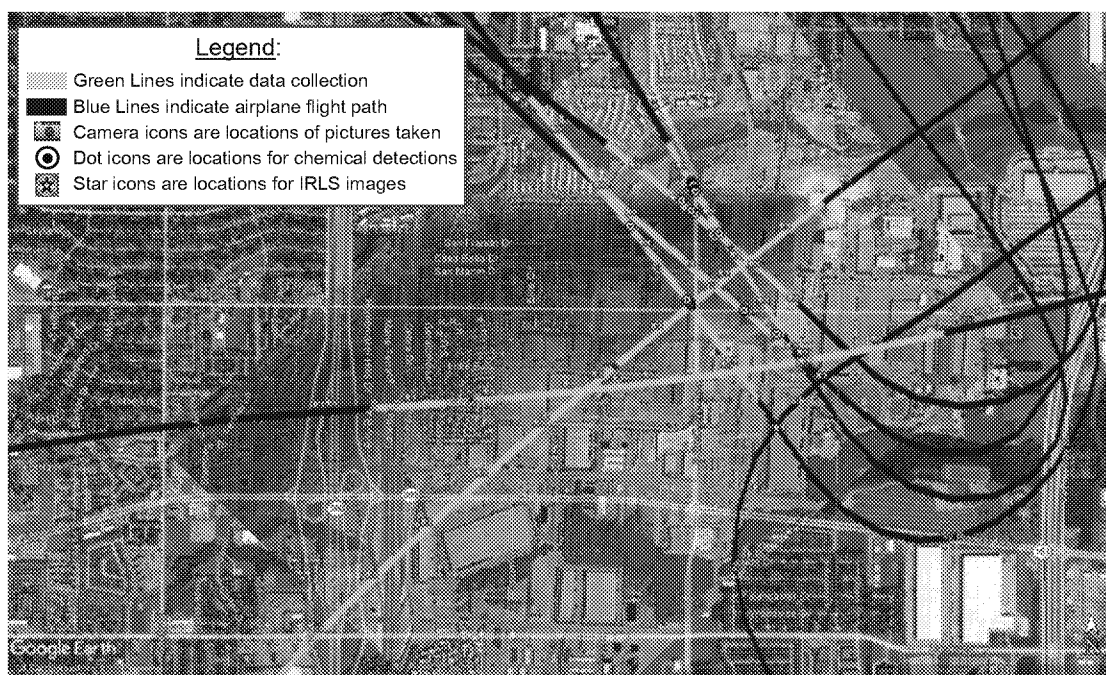 Legend:
Green Lines indicate data collection
Blue Lines indicate airplane flight path
Camera icons are locations of pictures taken
Dot icons are locations for chemical detections
Star icons are locations for IRLS images
Google Earth